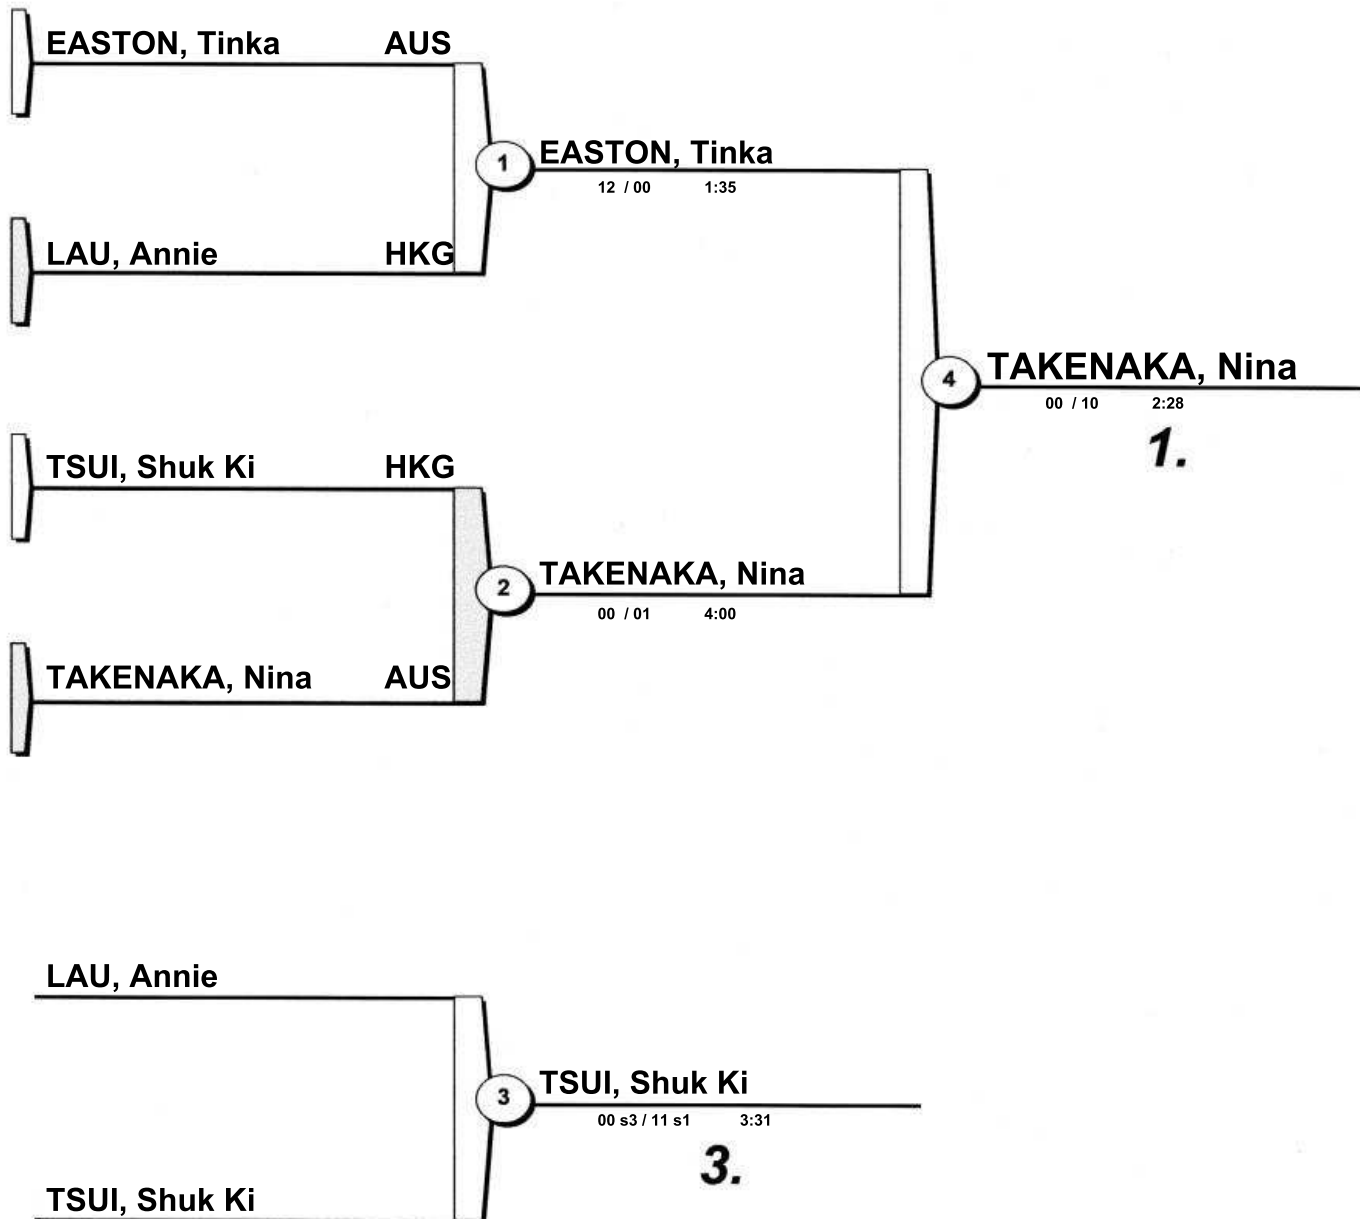 EASTON, Tinka AUS
1 EASTON, Tinka
12 / 00 1:35
LAU, Annie HKG
4 TAKENAKA, Nina
00 / 10 2:28
1.
TSUI, Shuk Ki HKG
2 TAKENAKA, Nina
00 / 01 4:00
TAKENAKA, Nina AUS
LAU, Annie
3 TSUI, Shuk Ki
00 s3 / 11 s1 3:31
3.
TSUI, Shuk Ki